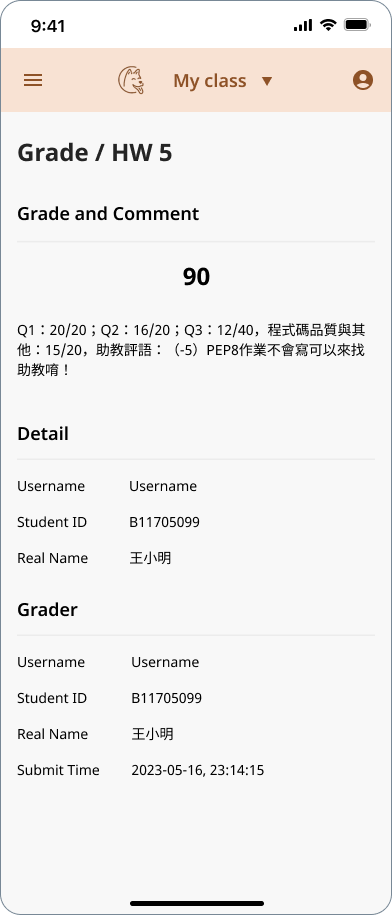 9:41
My class
Grade / HW 5
Grade and Comment
90
Q1：20/20；Q2：16/20；Q3：12/40，程式碼品質與其
他：15/20，助教評語：（-5）PEP8作業不會寫可以來找
助教唷！
Detail
Username Username
Student ID B11705099
Real Name 王小明
Grader
Username Username
Student ID B11705099
Real Name 王小明
Submit Time 2023-05-16, 23:14:15